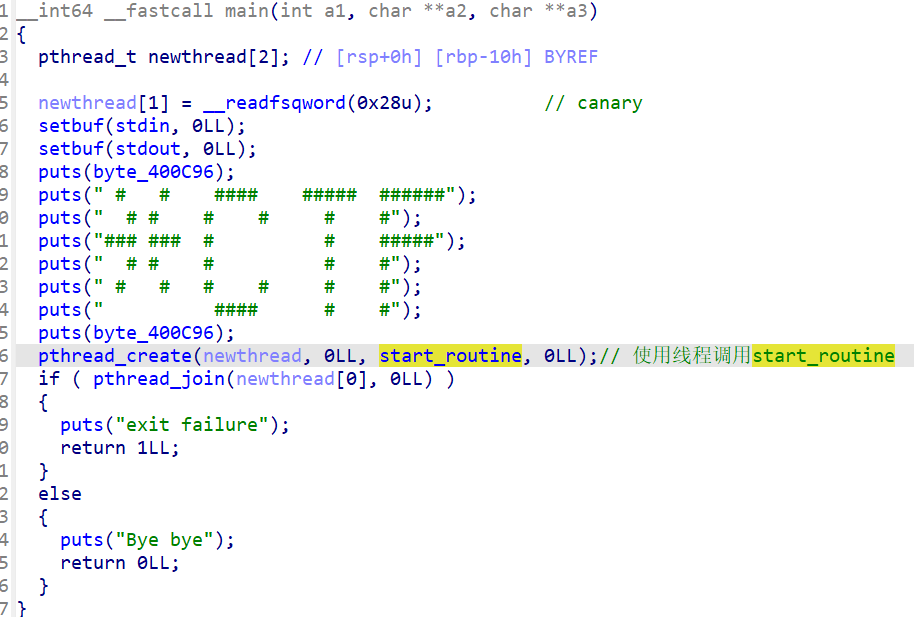 1 __int64 __fastcall main(int a1, char **a2, char **a3)
2 {
3   pthread_t newthread[2]; // [rsp+0h] [rbp-10h] BYREF
4
5   newthread[1] = __readfsqword(0x28u);          // canary
6   setbuf(stdin, 0LL);
7   setbuf(stdout, 0LL);
8   puts(byte_400C96);
9   puts(" #   #    ####    #####  ######");
0   puts("  # #    #    #     #    #");
1   puts("### ###  #          #    #####");
2   puts("  # #    #          #    #");
3   puts(" #   #   #    #     #    #");
4   puts("          ####      #    #");
5   puts(byte_400C96);
6   pthread_create(newthread, 0LL, start_routine, 0LL);// 使用线程调用start_routine
7   if ( pthread_join(newthread[0], 0LL) )
8   {
9     puts("exit failure");
0     return 1LL;
1   }
2   else
3   {
4     puts("Bye bye");
5     return 0LL;
6   }
7 }